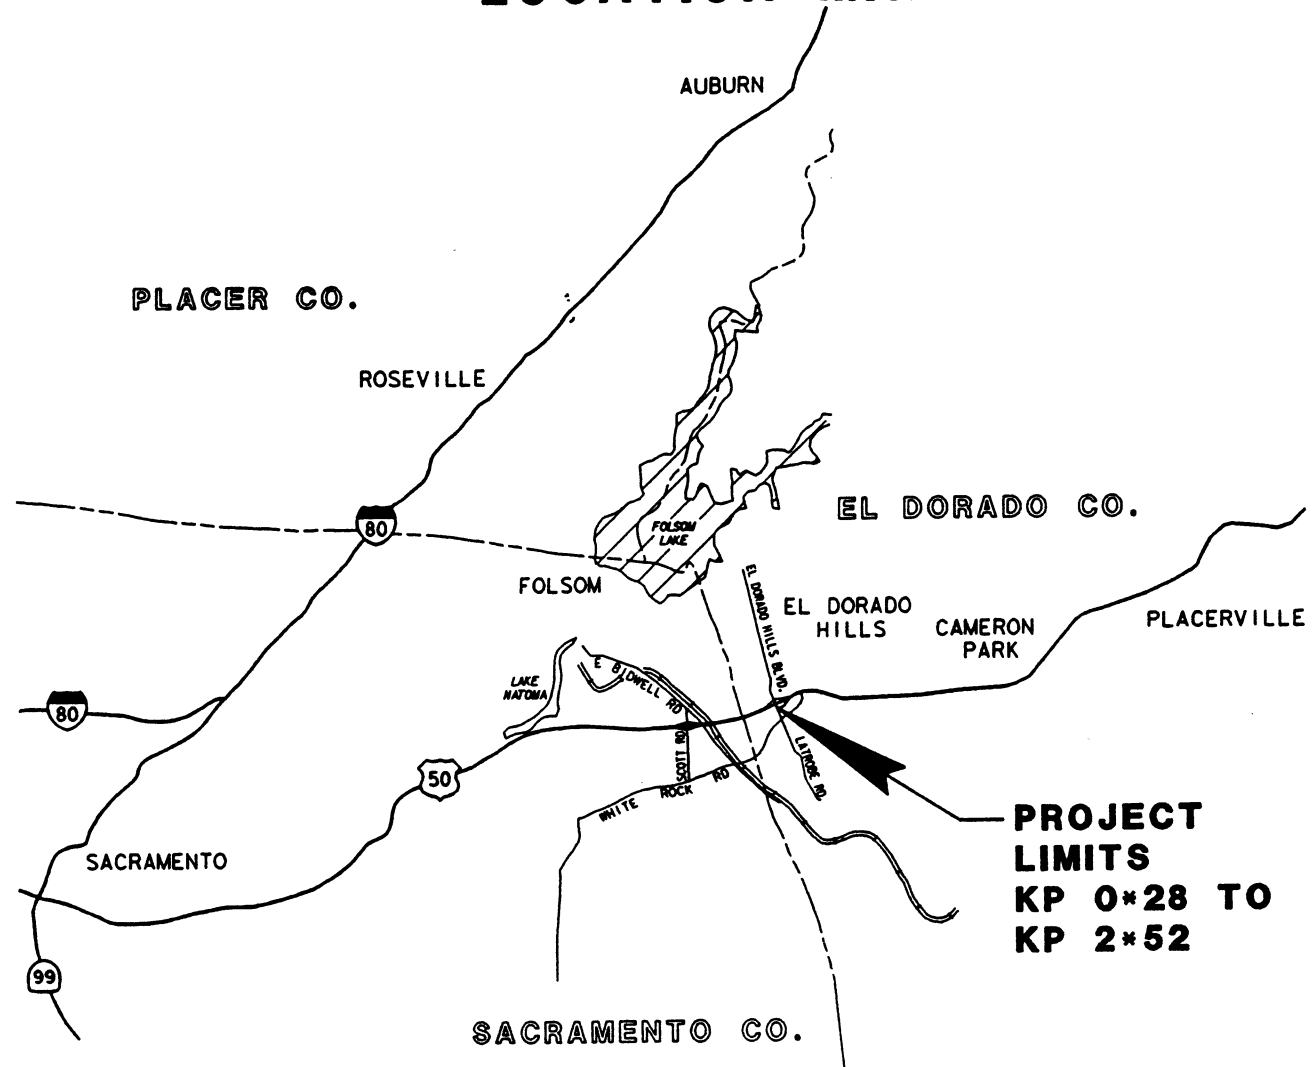 LOCATION
AUBURN
PLACER CO.
ROSEVILLE
80
FOLSOM
LAKE
EL DORADO CO.
FOLSOM
EL DORADO HILLS BLVD.
EL DORADO
HILLS
CAMERON
PARK
PLACERVILLE
E BIDWELL RD
LAKE
NATOMA
80
SCOTT RD
LATROBE RD.
50
WHITE ROCK RD
PROJECT
LIMITS
KP 0*28 TO
KP 2*52
SACRAMENTO
99
SACRAMENTO CO.